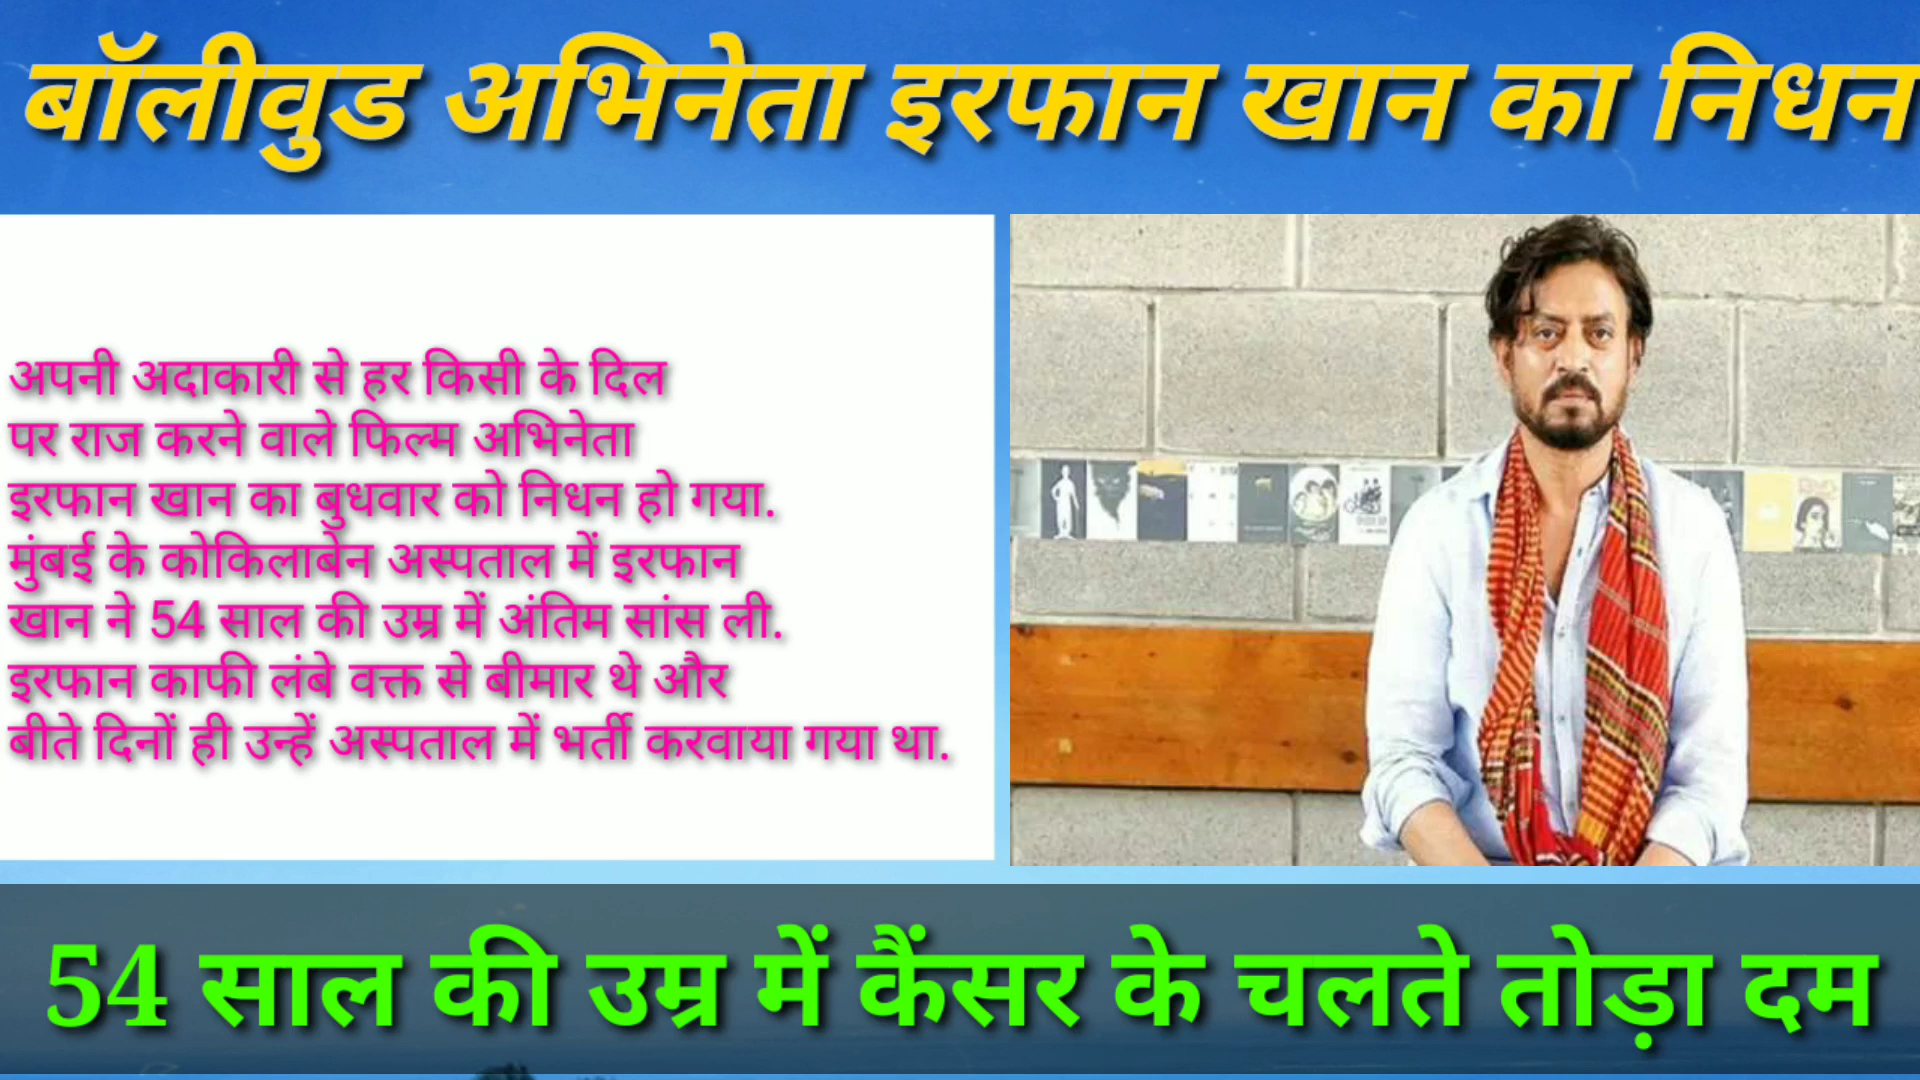 बॉलीवुड अभिनेता इरफान खान का निधन
अपनी अदाकारी से हर किसी के दिल
पर राज करने वाले फिल्म अभिनेता
इरफान खान का बुधवार को निधन हो गया.
मुंबई के कोकिलाबेन अस्पताल में इरफान
खान ने 54 साल की उम्र में अंतिम सांस ली.
इरफान काफी लंबे वक्त से बीमार थे और
बीते दिनों ही उन्हें अस्पताल में भर्ती करवाया गया था.
54 साल की उम्र में कैंसर के चलते तोड़ा दम